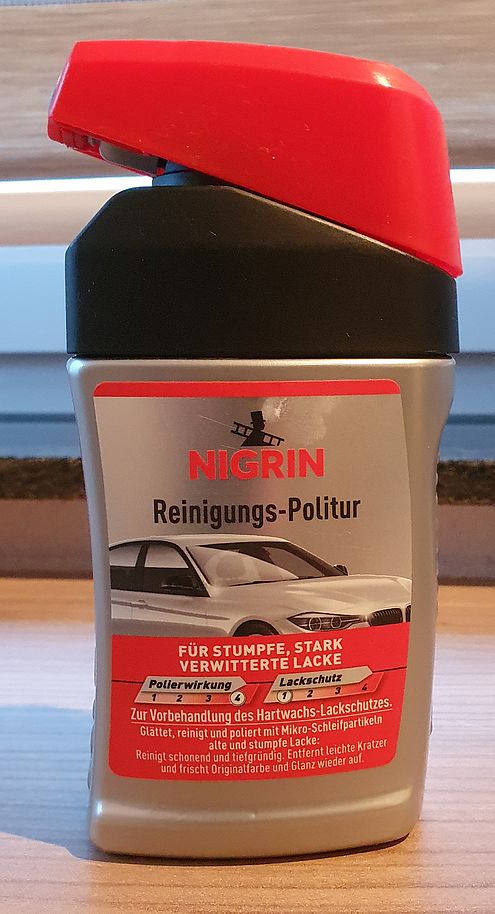 NIGRIN
Reinigungs-Politur
FÜR STUMPFE, STARK
VERWITTERTE LACKE
Polierwirkung
1 2 3 4
Lackschutz
1 2 3 4
Zur Vorbehandlung des Hartwachs-Lackschutzes.
Glättet, reinigt und poliert mit Mikro-Schleifpartikeln
alte und stumpfe Lacke:
Reinigt schonend und tiefgründig. Entfernt leichte Kratzer
und frischt Originalfarbe und Glanz wieder auf.